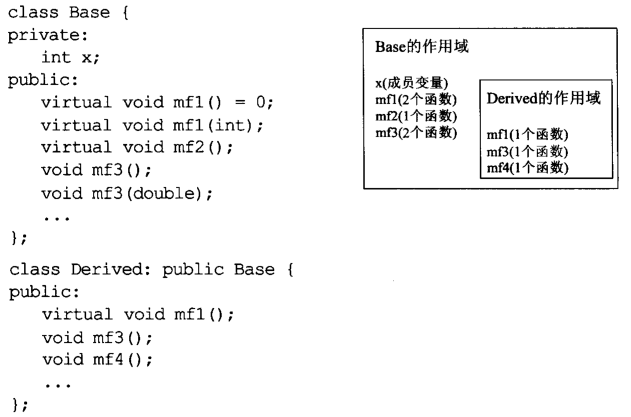 class Base {
private:
int x;
public:
virtual void mf1() = 0;
virtual void mf1(int);
virtual void mf2();
void mf3();
void mf3(double);
...
};
class Derived: public Base {
public:
virtual void mf1();
void mf3();
void mf4();
...
};
Base的作用域
x(成员变量)
mf1(2个函数)
mf2(1个函数)
mf3(2个函数)
Derived的作用域
mf1(1个函数)
mf3(1个函数)
mf4(1个函数)